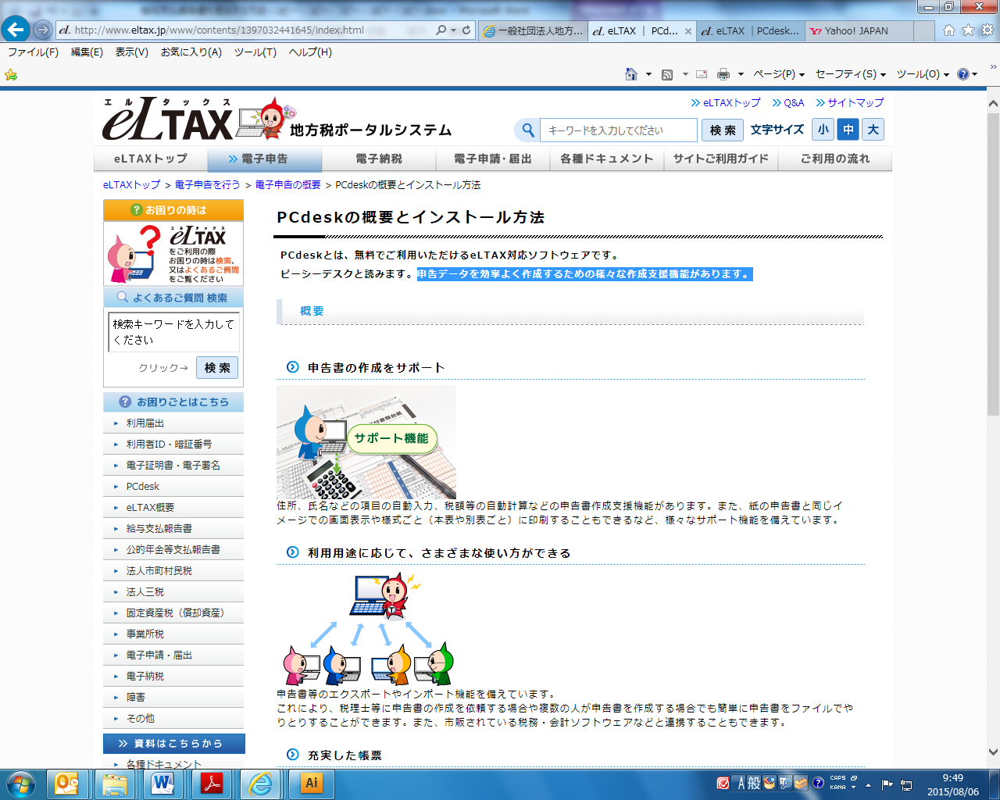 http://www.eltax.jp/www/contents/1397032441645/index.html
一般社団法人地方...
eL eLTAX ｜ PCd...
eL eLTAX ｜PCdesk...
Yahoo! JAPAN
ファイル(F) 編集(E) 表示(V) お気に入り(A) ツール(T) ヘルプ(H)
ページ(P) セーフティ(S) ツール(O)
エルタックス
eLTAX 地方税ポータルシステム
eLTAXトップ Q&A サイトマップ
キーワードを入力してください 検 索 文字サイズ 小 中 大
eLTAXトップ 電子申告 電子納税 電子申請・届出 各種ドキュメント サイトご利用ガイド ご利用の流れ
eLTAXトップ > 電子申告を行う > 電子申告の概要 > PCdeskの概要とインストール方法
お困りの時は
エルタックス
eLTAX
をご利用の際
お困りの時は検索、
又はよくあるご質問
をご覧ください
よくあるご質問 検索
検索キーワードを入力して
ください
クリック→ 検 索
お困りごとはこちら
利用届出
利用者ID・暗証番号
電子証明書・電子署名
PCdesk
eLTAX概要
給与支払報告書
公的年金等支払報告書
法人市町村民税
法人三税
固定資産税（償却資産）
事業所税
電子申請・届出
電子納税
障害
その他
資料はこちらから
各種ドキュメント
PCdeskの概要とインストール方法
PCdeskとは、無料でご利用いただけるeLTAX対応ソフトウェアです。
ピーシーデスクと読みます。申告データを効率よく作成するための様々な作成支援機能があります。
概要
申告書の作成をサポート
サポート機能
住所、氏名などの項目の自動入力、税額等の自動計算などの申告書作成支援機能があります。また、紙の申告書と同じイ
メージでの画面表示や様式ごと（本表や別表ごと）に印刷することもできるなど、様々なサポート機能を備えています。
利用用途に応じて、さまざまな使い方ができる
申告書等のエクスポートやインポート機能を備えています。
これにより、税理士等に申告書の作成を依頼する場合や複数の人が申告書を作成する場合でも簡単に申告書をファイルでや
りとりすることができます。また、市販されている税務・会計ソフトウェアなどと連携することもできます。
充実した帳票
A 般 CAPS KANA
9:49
2015/08/06